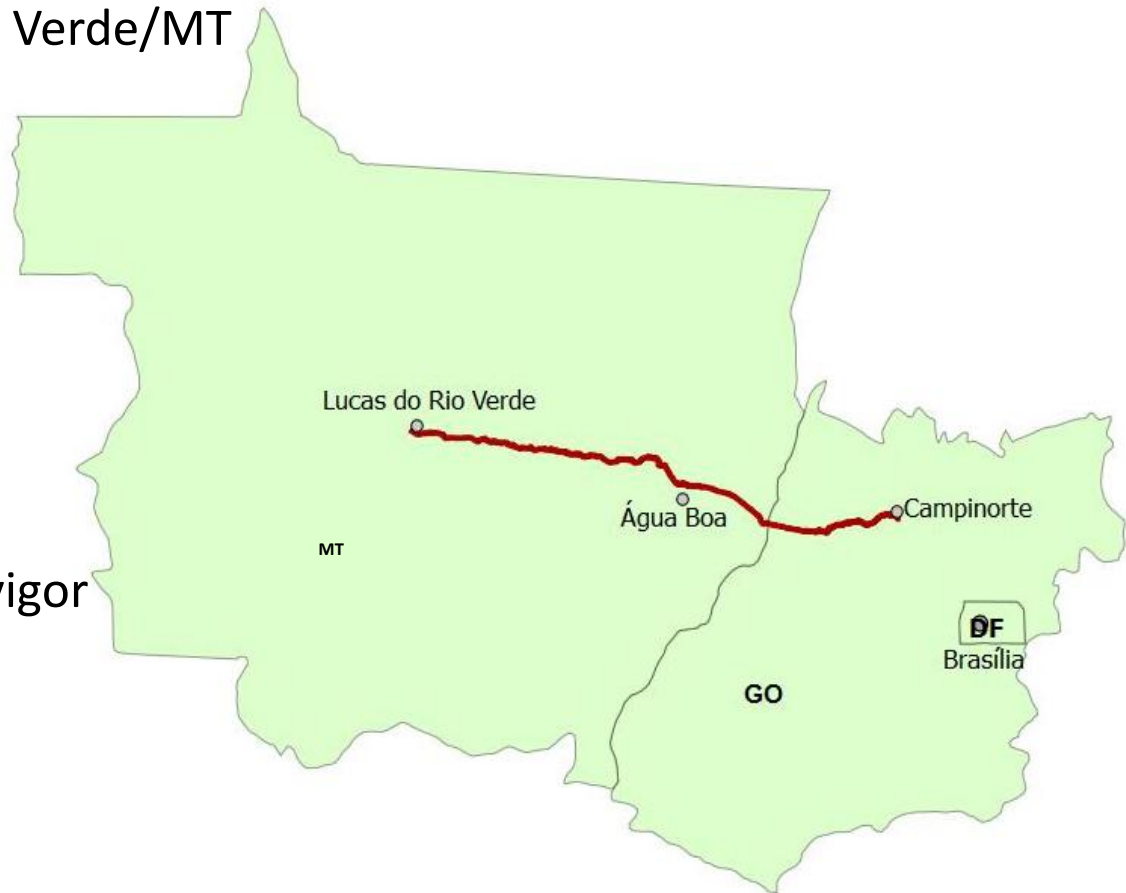 Verde/MT
Lucas do Rio Verde
Campinorte
Água Boa
MT
vigor
DF
Brasília
GO